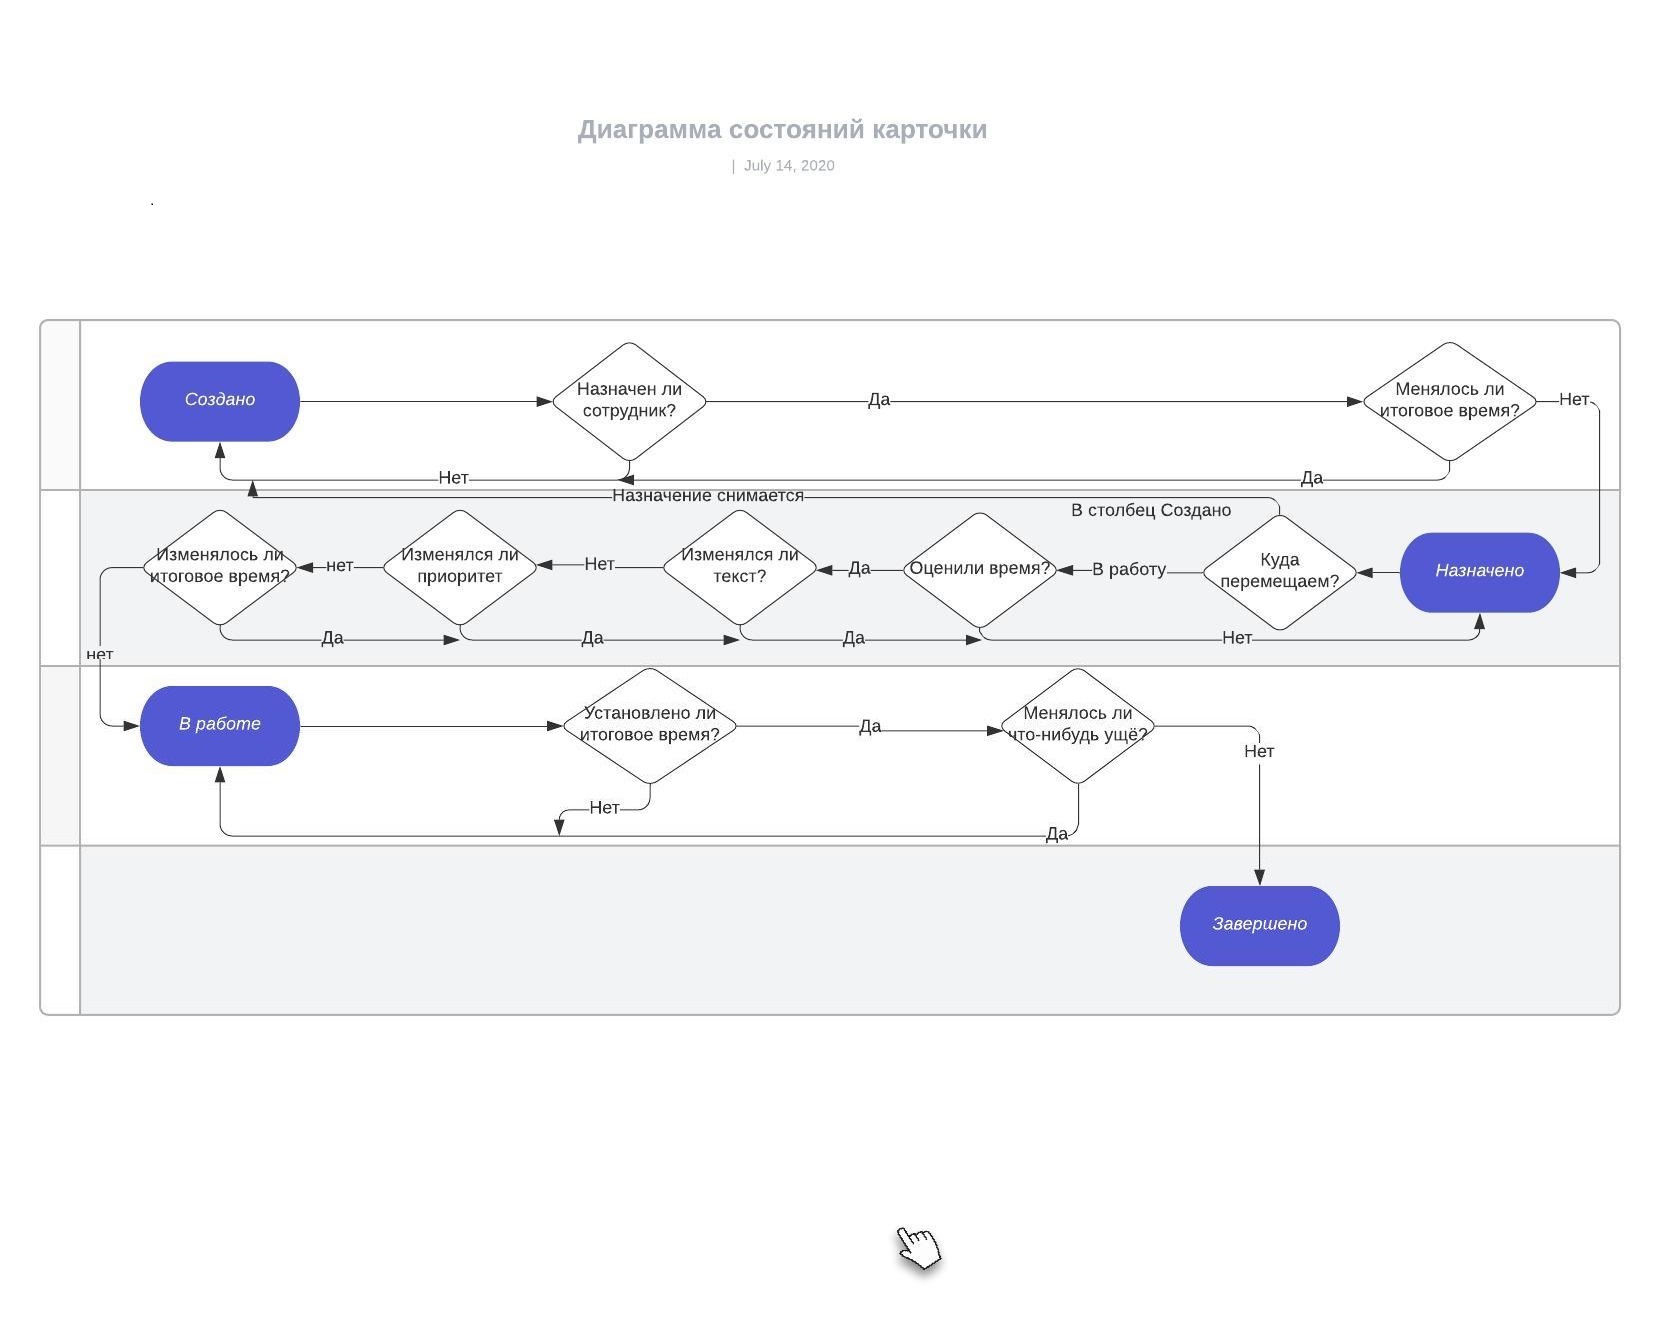 Диаграмма состояний карточки
| July 14, 2020
.
Создано
Назначен ли
сотрудник?
Да
Менялось ли
итоговое время?
Нет
Нет
Да
Назначение снимается
В столбец Создано
Изменялось ли
итоговое время?
нет
Изменялся ли
приоритет
Нет
Изменялся ли
текст?
Да
Оценили время?
В работу
Куда
перемещаем?
Назначено
Да
Да
Да
Нет
нет
В работе
Установлено ли
итоговое время?
Да
Менялось ли
что-нибудь ущё?
Нет
Нет
Да
Завершено